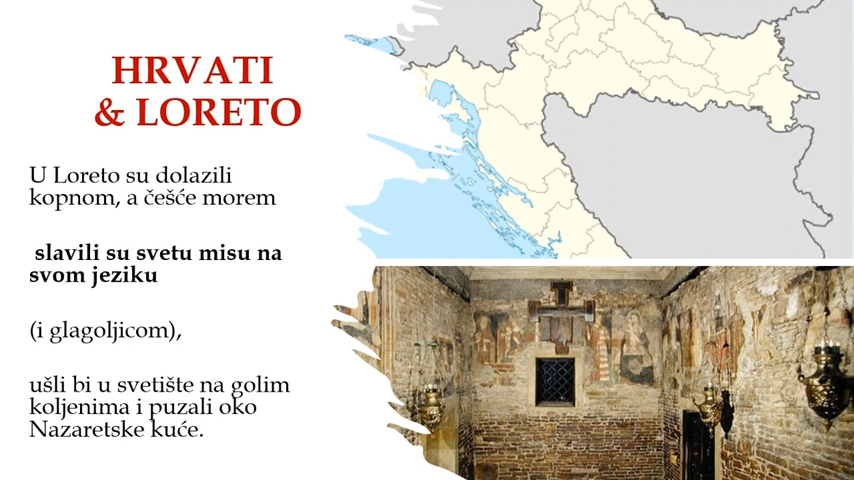 HRVATI
& LORETO
U Loreto su dolazili
kopnom, a češće morem
slavili su svetu misu na
svom jeziku
(i glagoljicom),
ušli bi u svetište na golim
koljenima i puzali oko
Nazaretske kuće.